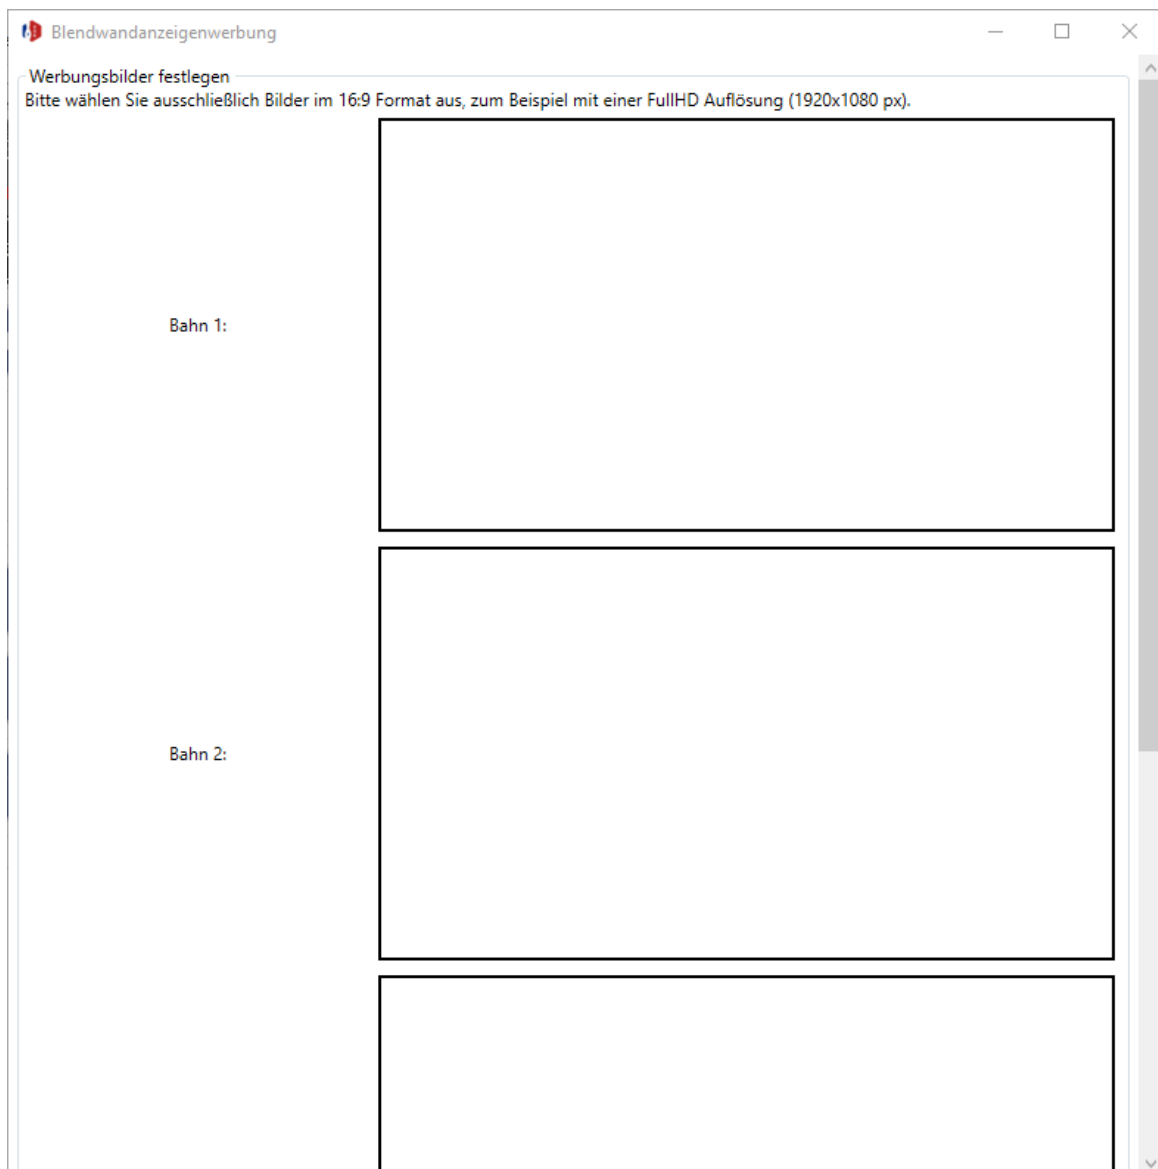 Blendwandanzeigenwerbung
Werbungsbilder festlegen
Bitte wählen Sie ausschließlich Bilder im 16:9 Format aus, zum Beispiel mit einer FullHD Auflösung (1920x1080 px).
Bahn 1:
Bahn 2: